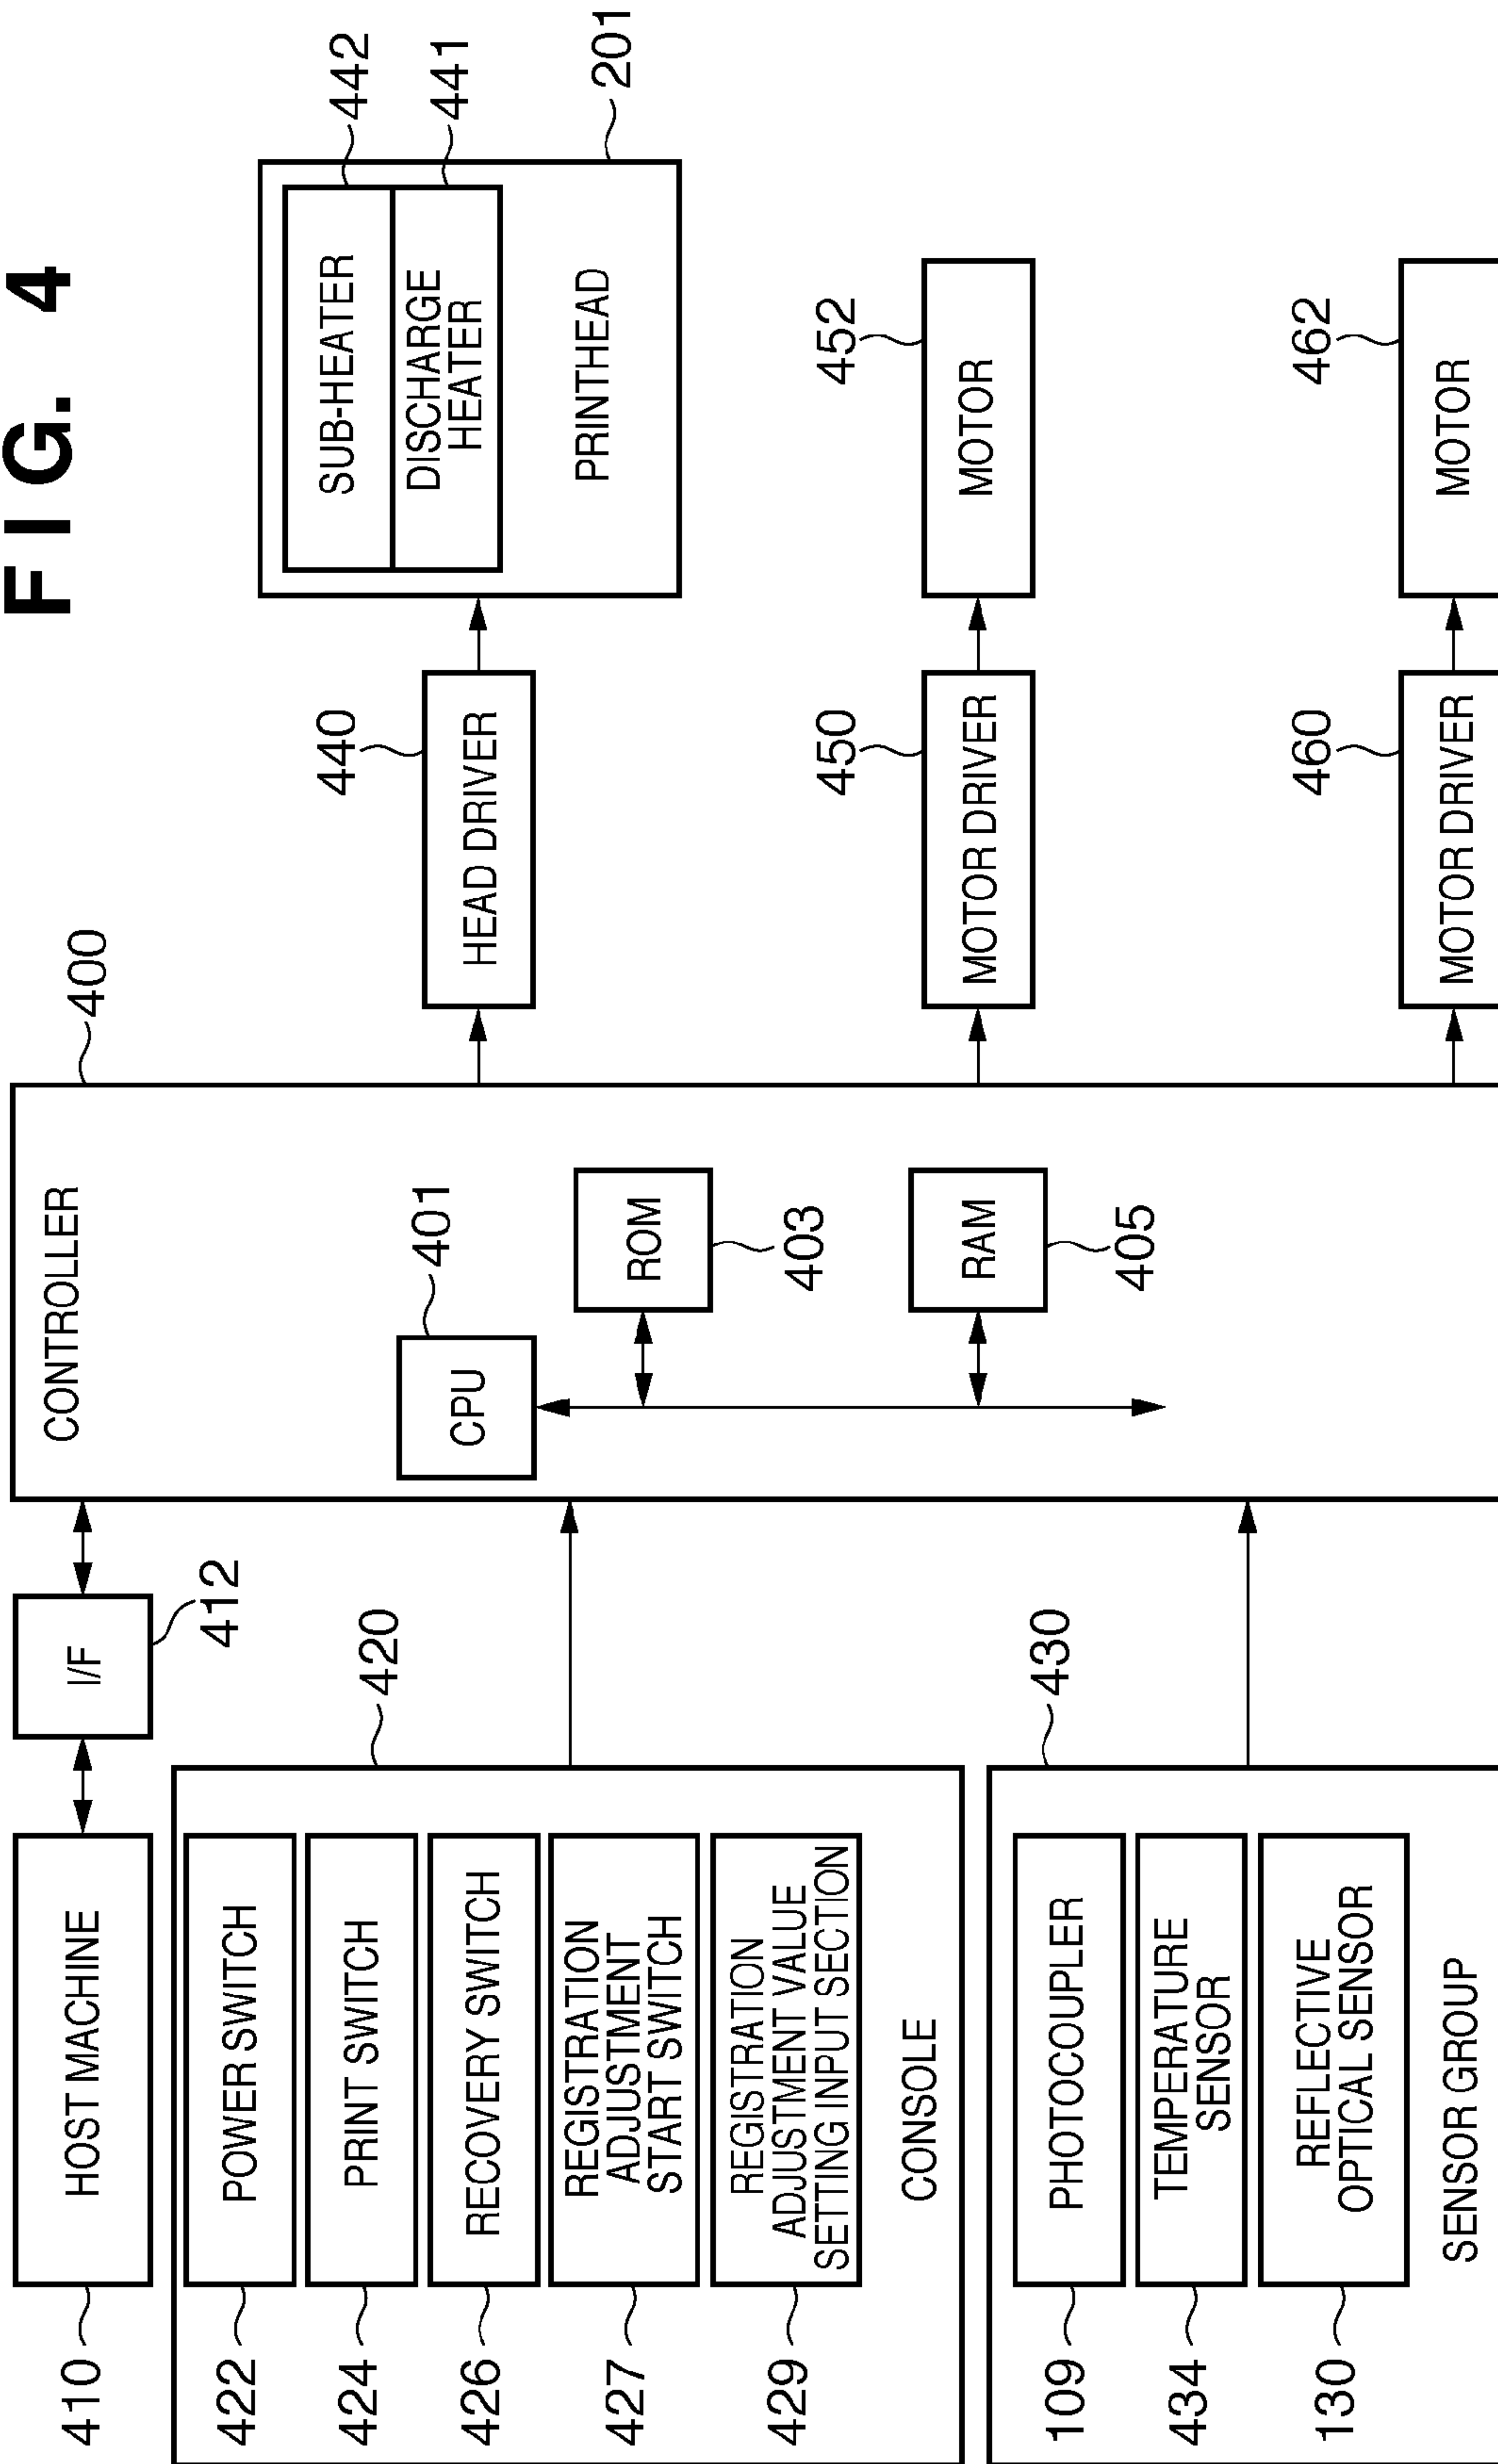 FIG. 4
410
HOST MACHINE
I/F
412
CONTROLLER
400
420
422
POWER SWITCH
424
PRINT SWITCH
426
RECOVERY SWITCH
427
REGISTRATION
ADJUSTMENT
START SWITCH
429
REGISTRATION
ADJUSTMENT VALUE
SETTING INPUT SECTION
CONSOLE
430
109
PHOTOCOUPLER
434
TEMPERATURE
SENSOR
130
REFLECTIVE
OPTICAL SENSOR
SENSOR GROUP
CPU
401
ROM
403
RAM
405
440
HEAD DRIVER
SUB-HEATER
442
DISCHARGE
HEATER
441
PRINTHEAD
201
450
MOTOR DRIVER
452
MOTOR
460
MOTOR DRIVER
462
MOTOR